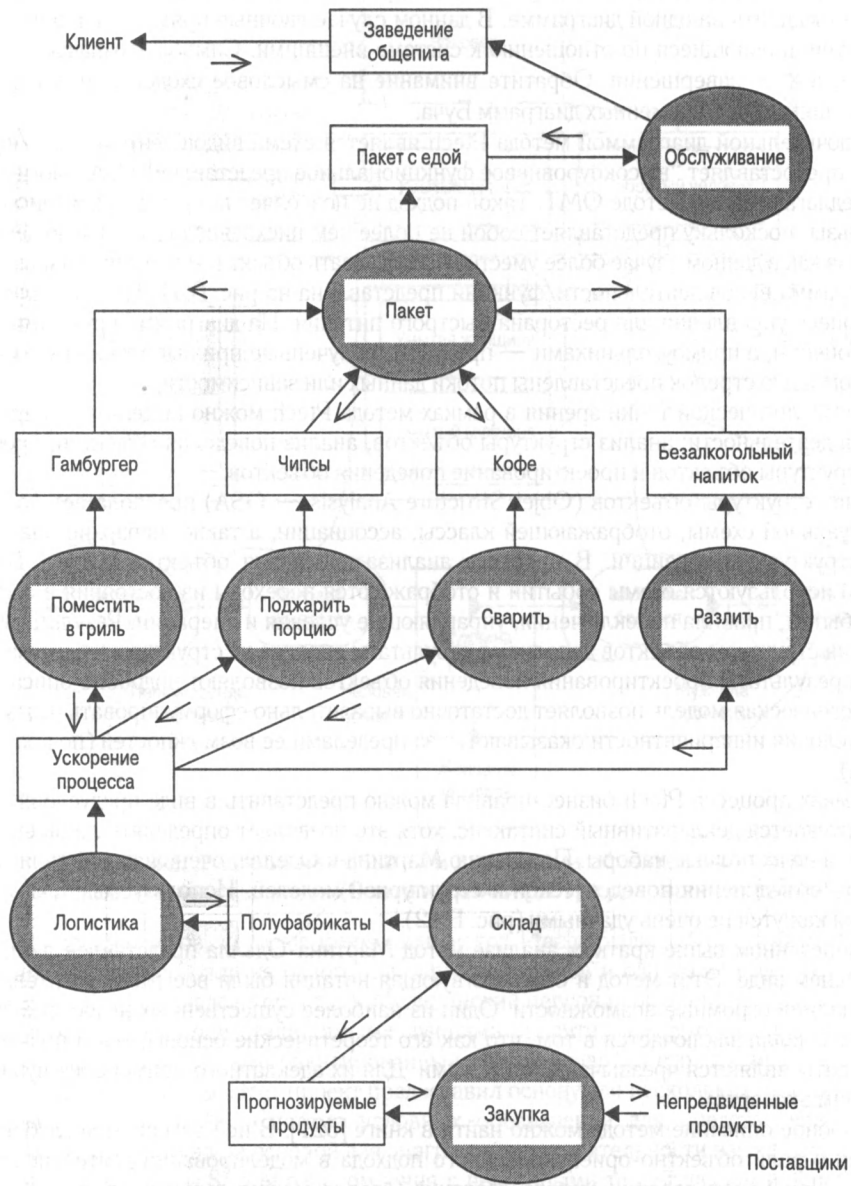 Клиент
Заведение
общепита
Пакет с едой
Обслуживание
Пакет
Гамбургер
Чипсы
Кофе
Безалкогольный
напиток
Поместить
в гриль
Поджарить
порцию
Сварить
Разлить
Ускорение
процесса
Логистика
Полуфабрикаты
Склад
Прогнозируемые
продукты
Закупка
Непредвиденные
продукты
Поставщики